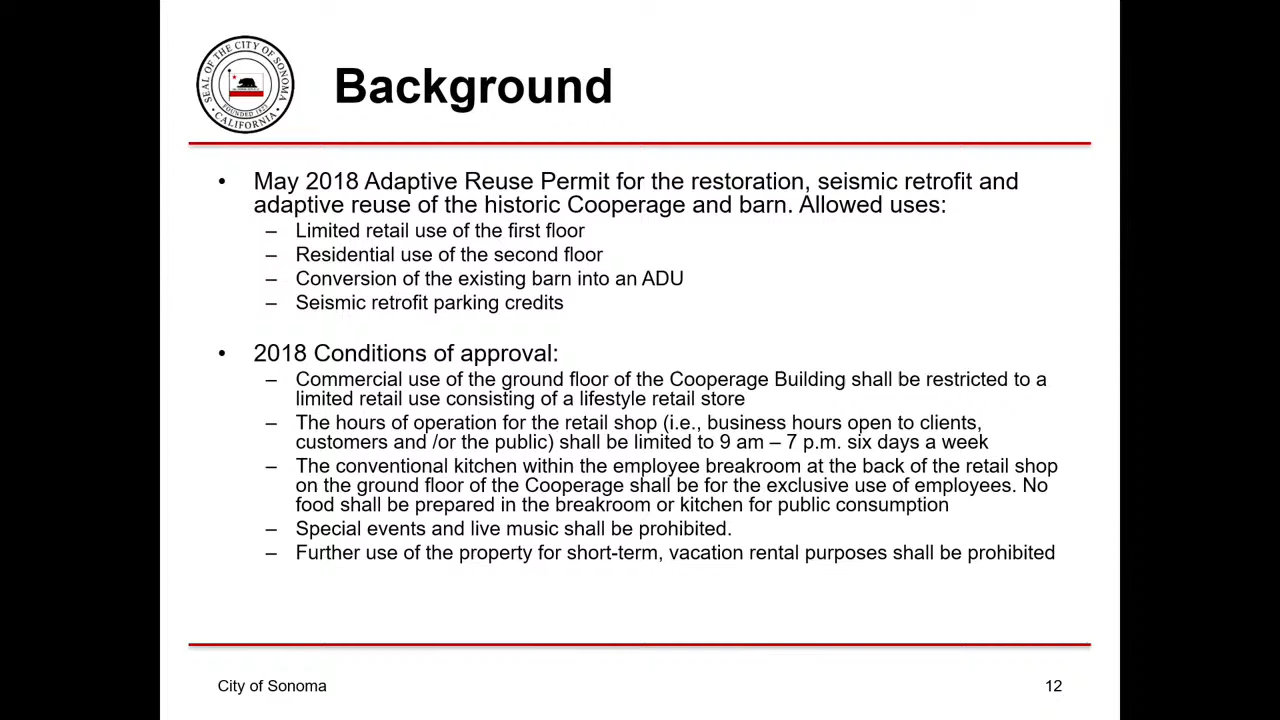 SEAL OF THE CITY OF SONOMA
CALIFORNIA
Background
• May 2018 Adaptive Reuse Permit for the restoration, seismic retrofit and
adaptive reuse of the historic Cooperage and barn. Allowed uses:
– Limited retail use of the first floor
– Residential use of the second floor
– Conversion of the existing barn into an ADU
– Seismic retrofit parking credits
• 2018 Conditions of approval:
– Commercial use of the ground floor of the Cooperage Building shall be restricted to a
limited retail use consisting of a lifestyle retail store
– The hours of operation for the retail shop (i.e., business hours open to clients,
customers and /or the public) shall be limited to 9 am – 7 p.m. six days a week
– The conventional kitchen within the employee breakroom at the back of the retail shop
on the ground floor of the Cooperage shall be for the exclusive use of employees. No
food shall be prepared in the breakroom or kitchen for public consumption
– Special events and live music shall be prohibited.
– Further use of the property for short-term, vacation rental purposes shall be prohibited
City of Sonoma
12